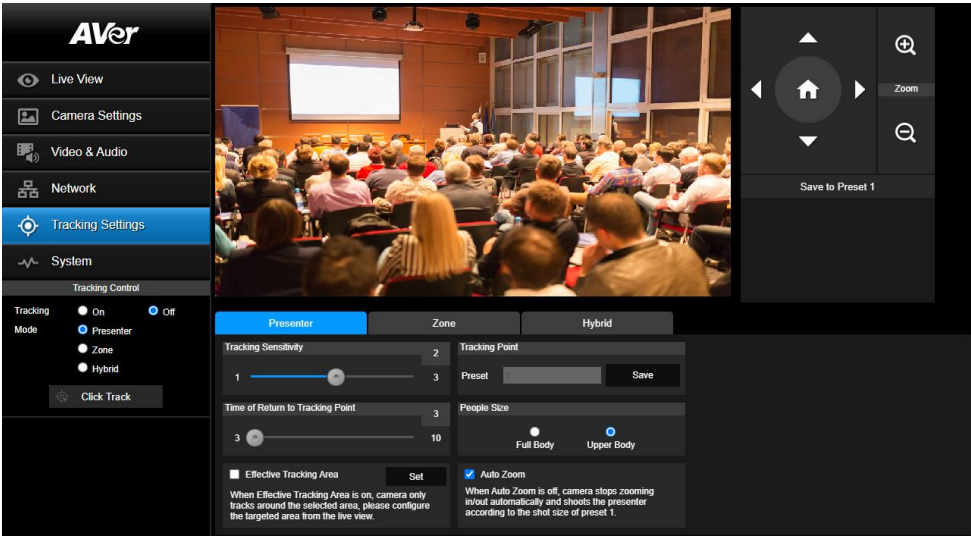 AVer
Live View
Camera Settings
Video & Audio
Network
Tracking Settings
System
Tracking Control
Tracking On Off
Mode Presenter
Zone
Hybrid
Click Track
Zoom
Save to Preset 1
Presenter Zone Hybrid
Tracking Sensitivity 2
1 3
Time of Return to Tracking Point 3
3 10
Effective Tracking Area Set
When Effective Tracking Area is on, camera only
tracks around the selected area, please configure
the targeted area from the live view.
Tracking Point
Preset Save
People Size
Full Body Upper Body
Auto Zoom
When Auto Zoom is off, camera stops zooming
in/out automatically and shoots the presenter
according to the shot size of preset 1.